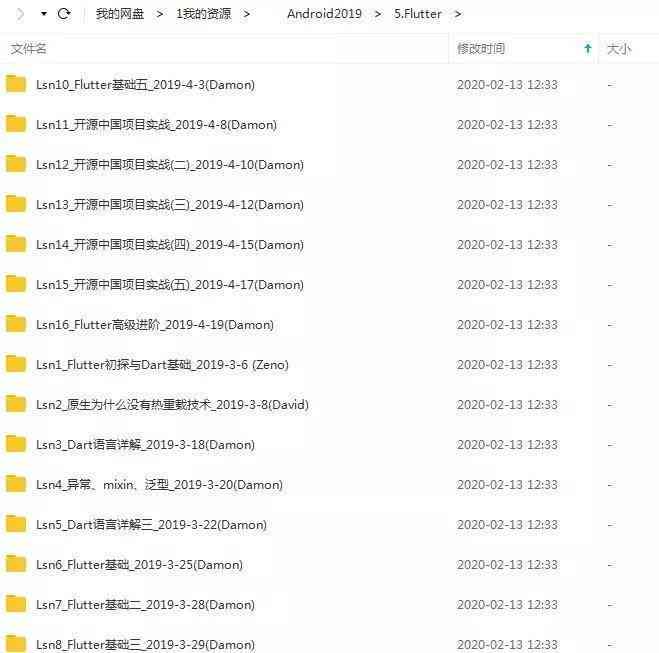 我的网盘 > 1我的资源 > Android2019 > 5.Flutter >
文件名 修改时间 大小
Lsn10_Flutter基础五_2019-4-3(Damon) 2020-02-13 12:33 -
Lsn11_开源中国项目实战_2019-4-8(Damon) 2020-02-13 12:33 -
Lsn12_开源中国项目实战(二)_2019-4-10(Damon) 2020-02-13 12:33 -
Lsn13_开源中国项目实战(三)_2019-4-12(Damon) 2020-02-13 12:33 -
Lsn14_开源中国项目实战(四)_2019-4-15(Damon) 2020-02-13 12:33 -
Lsn15_开源中国项目实战(五)_2019-4-17(Damon) 2020-02-13 12:33 -
Lsn16_Flutter高级进阶_2019-4-19(Damon) 2020-02-13 12:33 -
Lsn1_Flutter初探与Dart基础_2019-3-6 (Zeno) 2020-02-13 12:33 -
Lsn2_原生为什么没有热重载技术_2019-3-8(David) 2020-02-13 12:33 -
Lsn3_Dart语言详解_2019-3-18(Damon) 2020-02-13 12:33 -
Lsn4_异常、mixin、泛型_2019-3-20(Damon) 2020-02-13 12:33 -
Lsn5_Dart语言详解三_2019-3-22(Damon) 2020-02-13 12:33 -
Lsn6_Flutter基础_2019-3-25(Damon) 2020-02-13 12:33 -
Lsn7_Flutter基础二_2019-3-28(Damon) 2020-02-13 12:33 -
Lsn8_Flutter基础三_2019-3-29(Damon) 2020-02-13 12:33 -